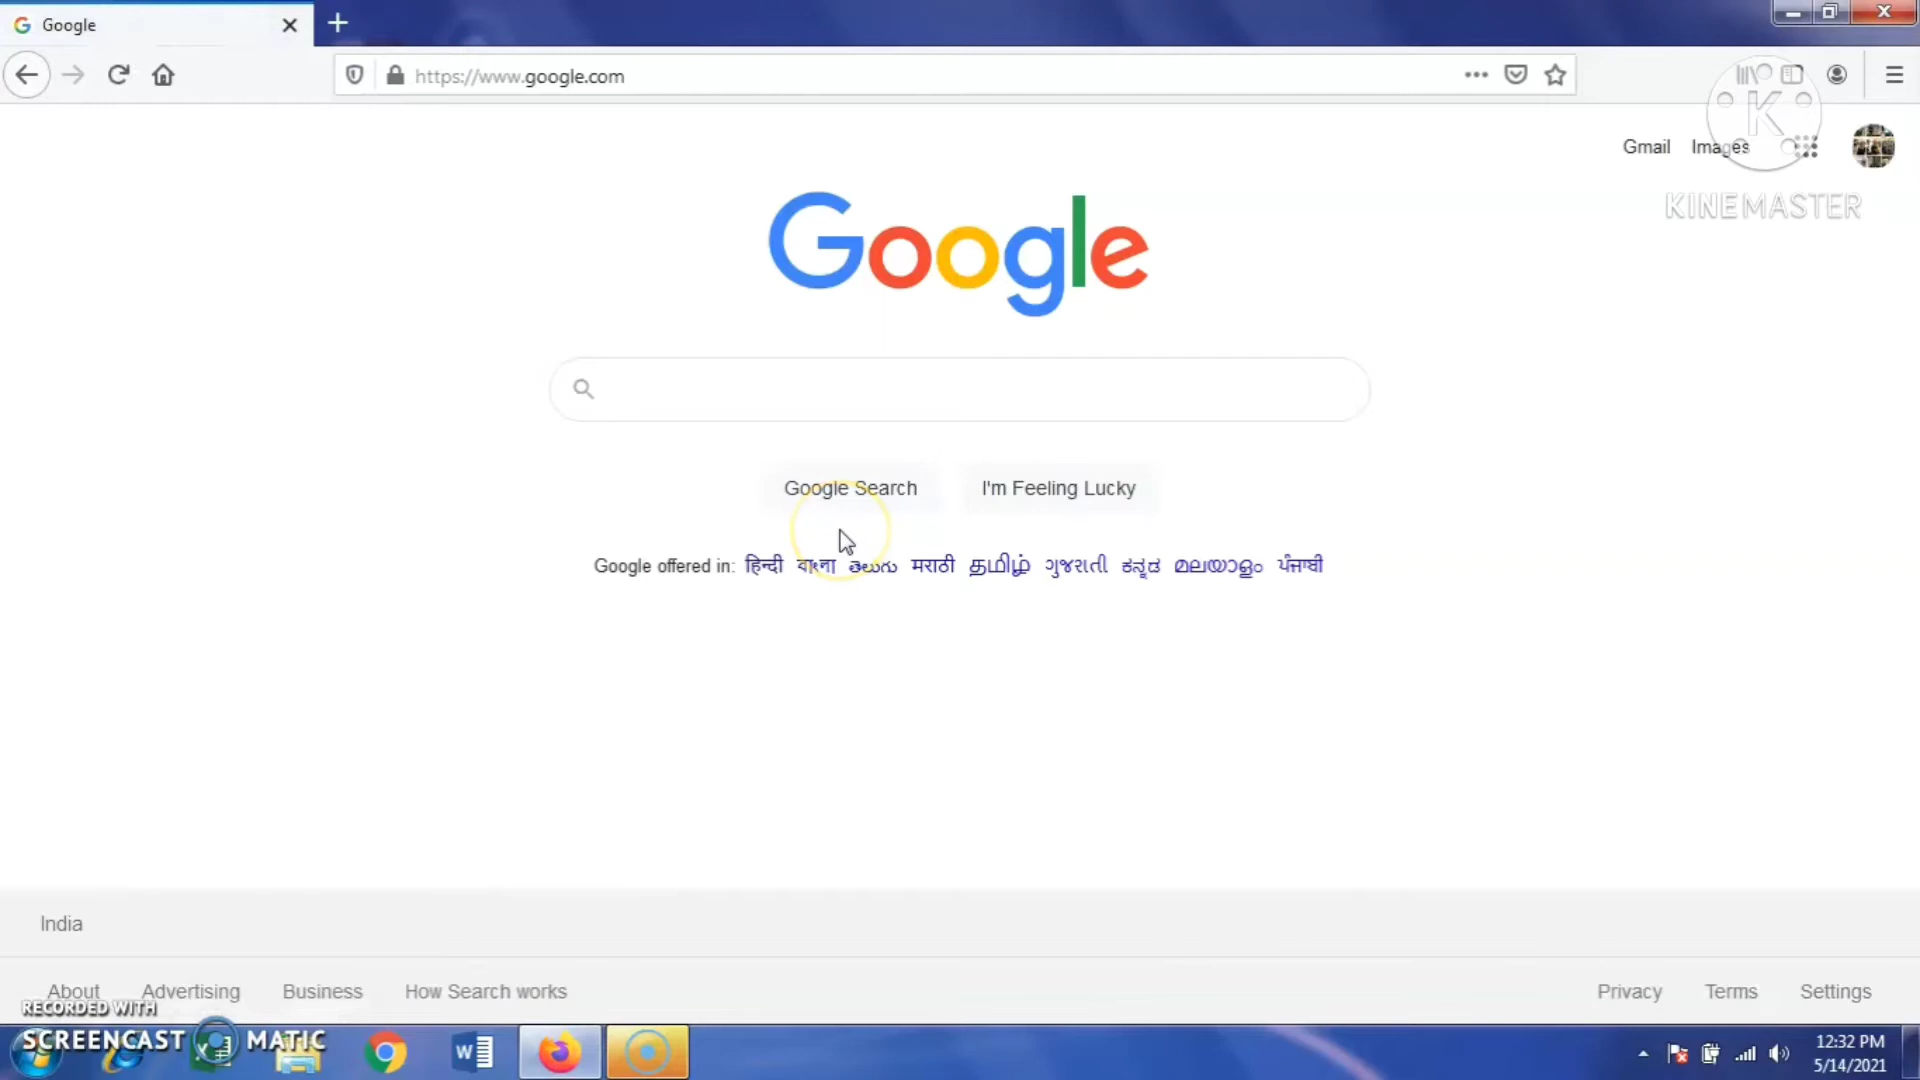 Google
https://www.google.com
Gmail Images
K
KINEMASTER
Google
Google Search I'm Feeling Lucky
Google offered in: हिन्दी বাংলা తెలుగు मराठी தமிழ் ગુજરાતી ಕನ್ನಡ മലയാളം ਪੰਜਾਬੀ
India
About Advertising Business How Search works Privacy Terms Settings
RECORDED WITH
SCREENCAST MATIC
12:32 PM
5/14/2021